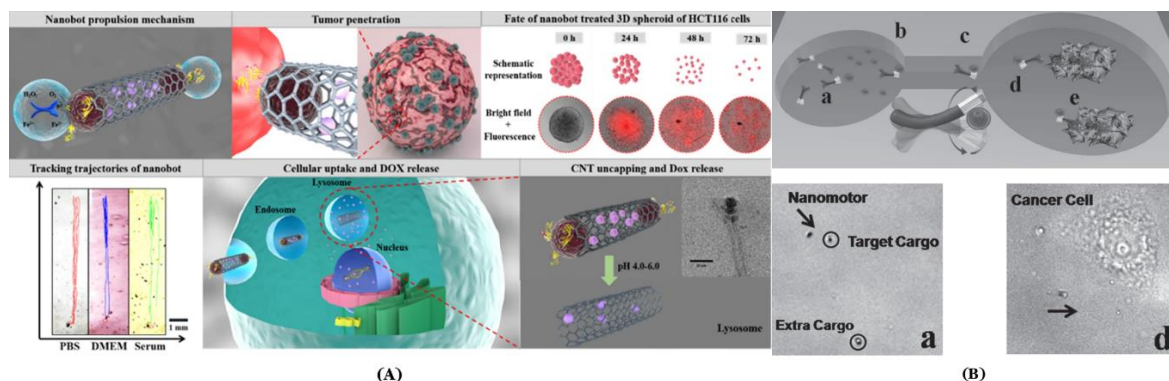 Nanobot propulsion mechanism
H₂O₂ O₂
Fe³⁺ Fe²⁺
Tumor penetration
Fate of nanobot treated 3D spheroid of HCT116 cells
0 h 24 h 48 h 72 h
Schematic
representation
Bright field
+
Fluorescence
Tracking trajectories of nanobot
1 mm
PBS DMEM Serum
Cellular uptake and DOX release
Lysosome
Endosome
Nucleus
CNT uncapping and Dox release
pH 4.0-6.0
Lysosome
(A)
b
c
a
d
e
Nanomotor
Target Cargo
Extra Cargo
a
Cancer Cell
d
(B)